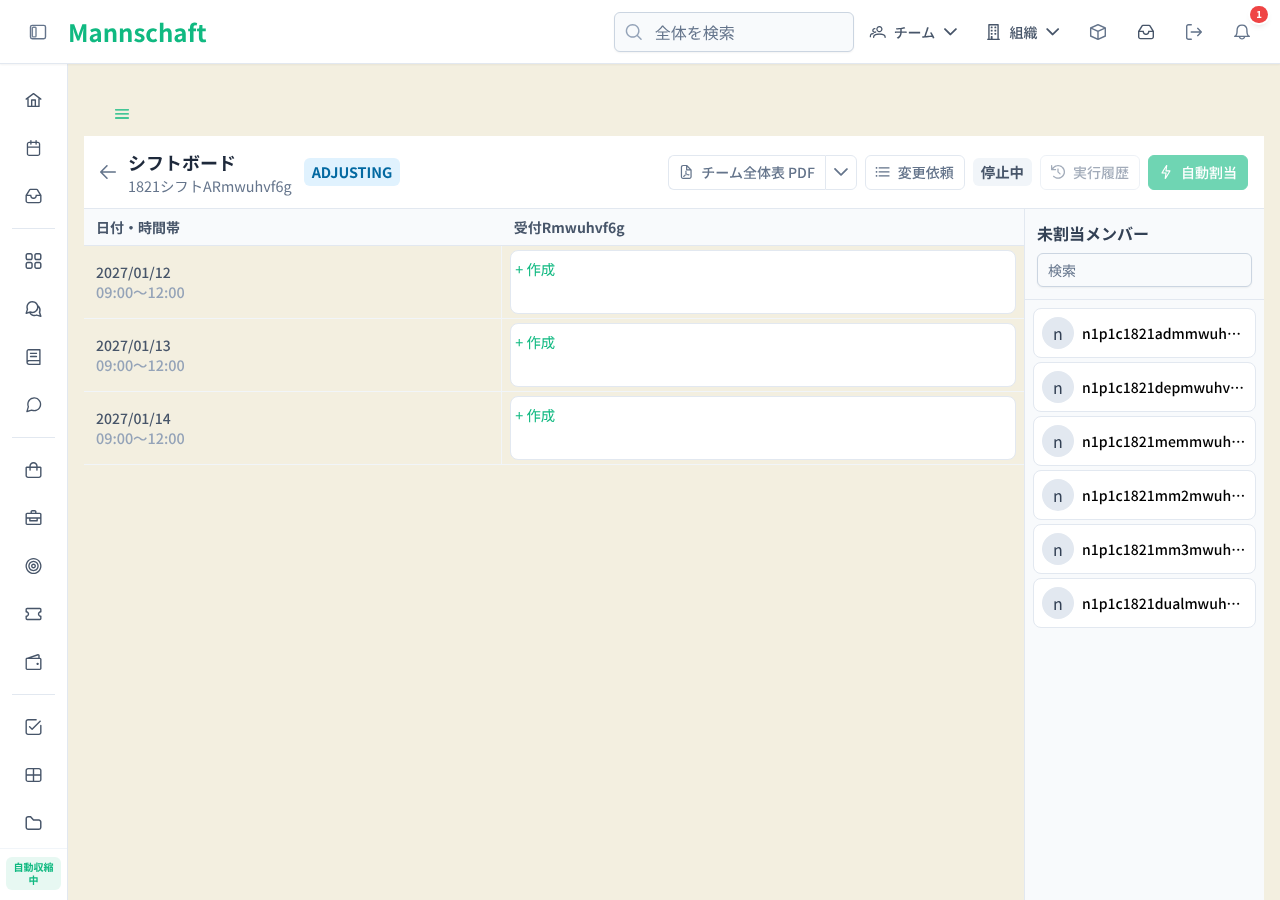 Mannschaft
全体を検索
チーム
組織
1
シフトボード
1821シフトARmwuhvf6g
ADJUSTING
チーム全体表 PDF
変更依頼
停止中
実行履歴
自動割当
日付・時間帯
受付Rmwuhvf6g
未割当メンバー
検索
2027/01/12
09:00〜12:00
+ 作成
2027/01/13
09:00〜12:00
+ 作成
2027/01/14
09:00〜12:00
+ 作成
n n1p1c1821admmwuh…
n n1p1c1821depmwuhv…
n n1p1c1821memmwuh…
n n1p1c1821mm2mwuh…
n n1p1c1821mm3mwuh…
n n1p1c1821dualmwuh…
自動収縮
中